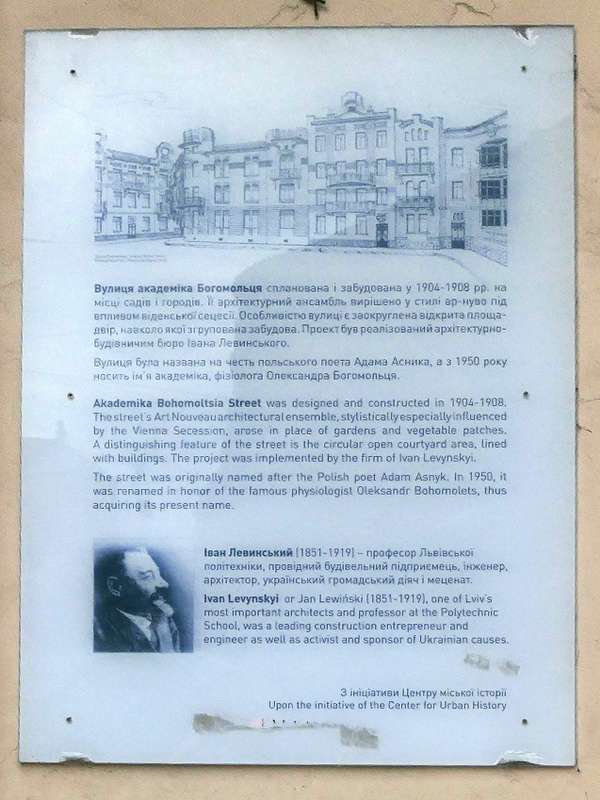 Вулиця академіка Богомольця спланована і забудована у 1904-1908 рр. на
місці садів і городів. Її архітектурний ансамбль вирішено у стилі ар-нуво під
впливом віденської сецесії. Особливістю вулиці є заокруглена відкрита площа-
двір, навколо якої згрупована забудова. Проект був реалізований архітектурно-
будівничим бюро Івана Левинського.
Вулиця була названа на честь польського поета Адама Асника, а з 1950 року
носить ім'я академіка, фізіолога Олександра Богомольця.
Akademika Bohomoltsia Street was designed and constructed in 1904-1908.
The street's Art Nouveau architectural ensemble, stylistically especially influenced
by the Vienna Secession, arose in place of gardens and vegetable patches.
A distinguishing feature of the street is the circular open courtyard area, lined
with buildings. The project was implemented by the firm of Ivan Levynskyi.
The street was originally named after the Polish poet Adam Asnyk. In 1950, it
was renamed in honor of the famous physiologist Oleksandr Bohomolets, thus
acquiring its present name.
Іван Левинський (1851-1919) – професор Львівської
політехніки, провідний будівельний підприємець, інженер,
архітектор, український громадський діяч і меценат.
Ivan Levynskyi or Jan Lewiński (1851-1919), one of Lviv's
most important architects and professor at the Polytechnic
School, was a leading construction entrepreneur and
engineer as well as activist and sponsor of Ukrainian causes.
З ініціативи Центру міської історії
Upon the initiative of the Center for Urban History